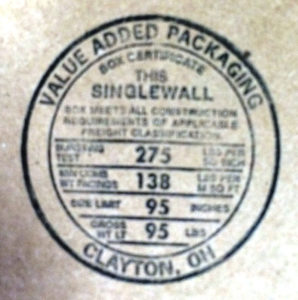 VALUE ADDED PACKAGING
BOX CERTIFICATE
THIS
SINGLEWALL
BOX MEETS ALL CONSTRUCTION
REQUIREMENTS OF APPLICABLE
FREIGHT CLASSIFICATION.
BURSTING TEST 275 LBS PER SQ INCH
MIN COMB WT FACINGS 138 LBS PER M SQ FT
SIZE LIMIT 95 INCHES
GROSS WT LT 95 LBS
CLAYTON, OH